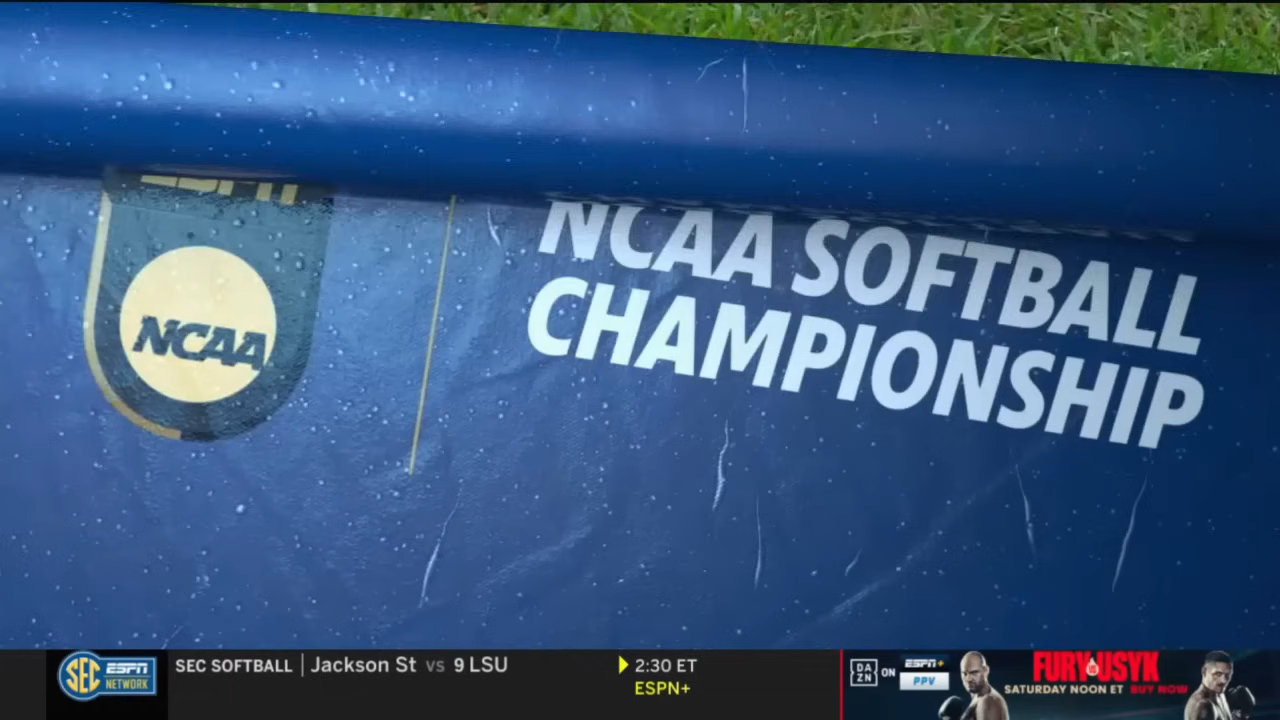 ESPN
NCAA
NCAA SOFTBALL
CHAMPIONSHIP
SEC ESPN NETWORK
SEC SOFTBALL | Jackson St vs 9 LSU
2:30 ET
ESPN+
DAZN ON ESPN+ PPV
FURY USYK
SATURDAY NOON ET BUY NOW